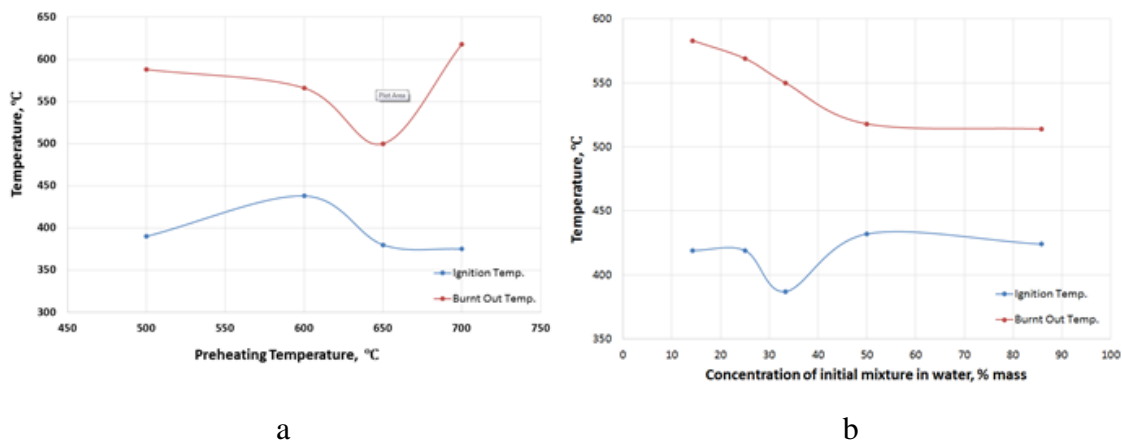 650
600
550
500
450
400
350
300
450
500
550
600
650
700
750
Temperature, ℃
Plot Area
Ignition Temp.
Burnt Out Temp.
Preheating Temperature, ℃
a
600
550
500
450
400
350
0
10
20
30
40
50
60
70
80
90
100
Temperature, ℃
Ignition Temp.
Burnt Out Temp.
Concentration of initial mixture in water, % mass
b